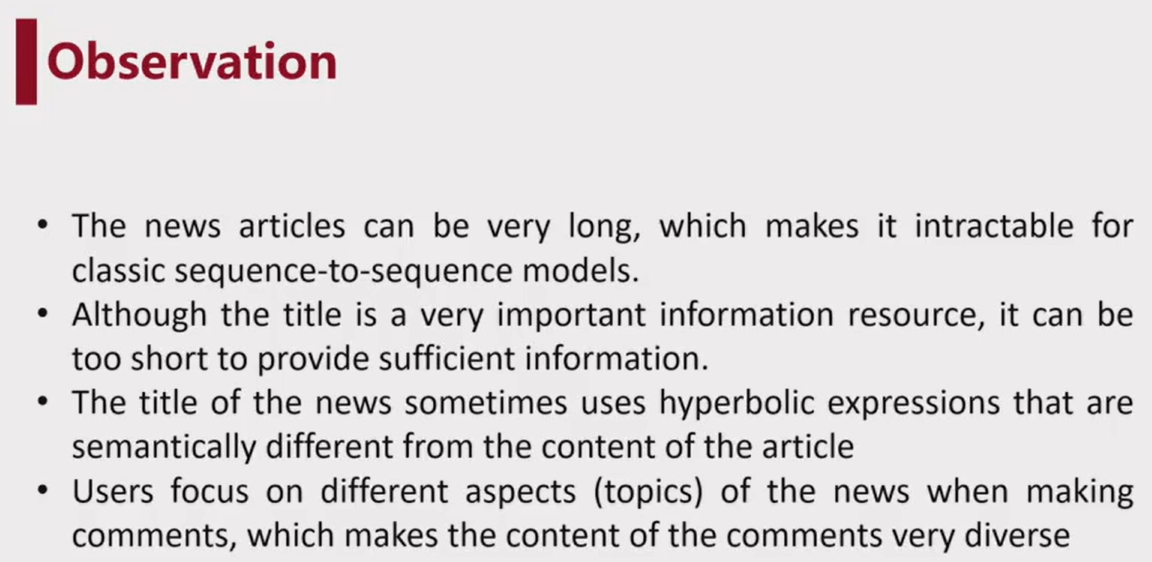 Observation
• The news articles can be very long, which makes it intractable for
classic sequence-to-sequence models.
• Although the title is a very important information resource, it can be
too short to provide sufficient information.
• The title of the news sometimes uses hyperbolic expressions that are
semantically different from the content of the article
• Users focus on different aspects (topics) of the news when making
comments, which makes the content of the comments very diverse